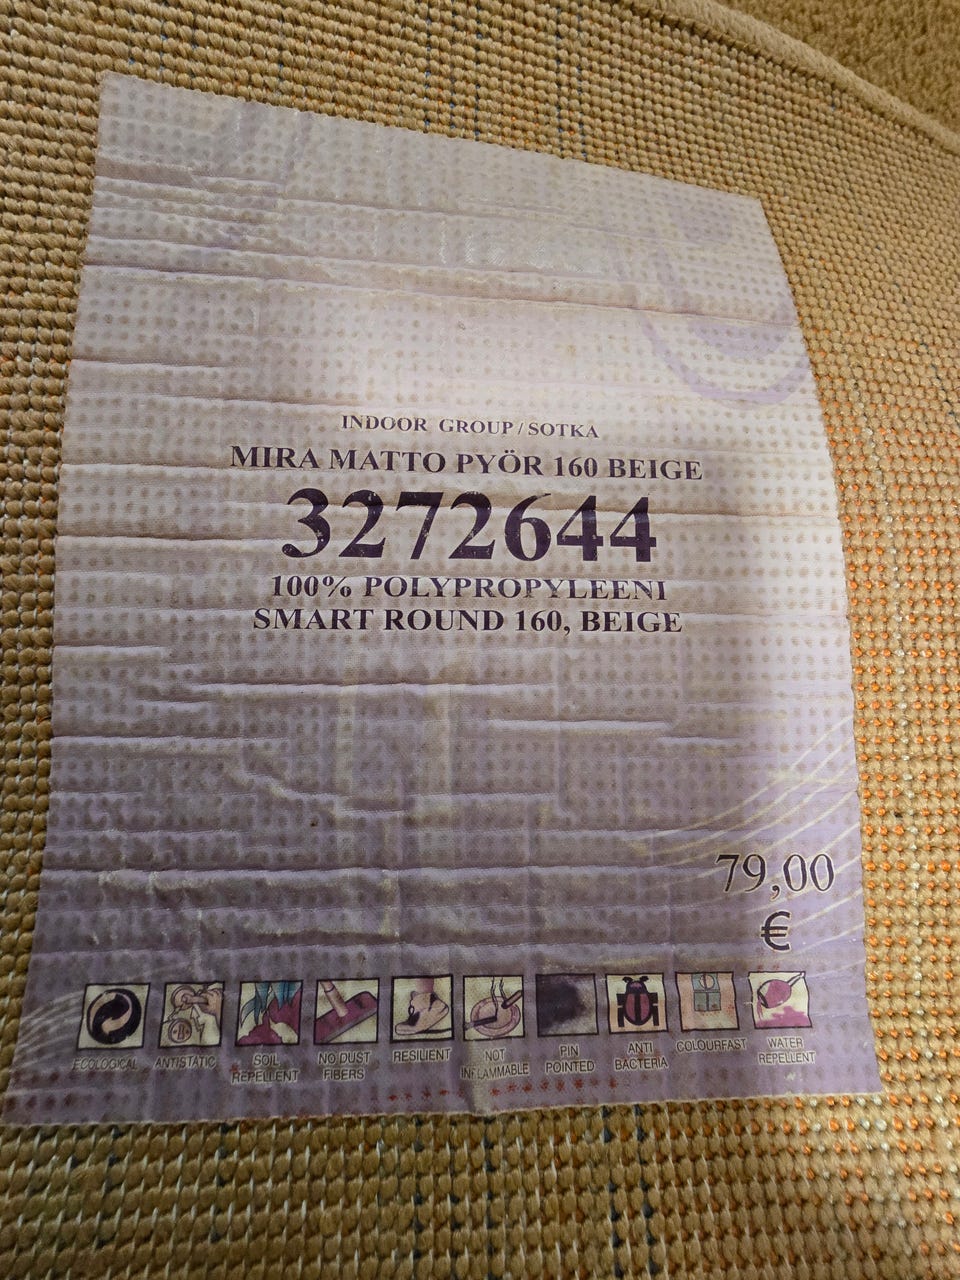 INDOOR GROUP / SOTKA
MIRA MATTO PYÖR 160 BEIGE
3272644
100% POLYPROPYLEENI
SMART ROUND 160, BEIGE
79,00
€
ECOLOGICAL
ANTISTATIC
SOIL
REPELLENT
NO DUST
FIBERS
RESILIENT
NOT
INFLAMMABLE
PIN
POINTED
ANTI
BACTERIA
COLOURFAST
WATER
REPELLENT